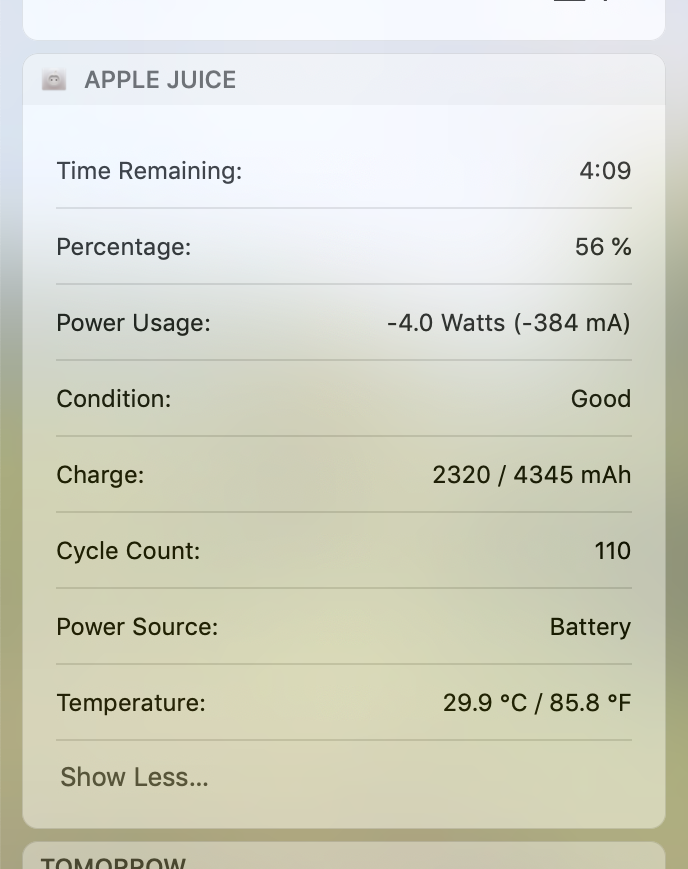 APPLE JUICE
Time Remaining: 4:09
Percentage: 56 %
Power Usage: -4.0 Watts (-384 mA)
Condition: Good
Charge: 2320 / 4345 mAh
Cycle Count: 110
Power Source: Battery
Temperature: 29.9 °C / 85.8 °F
Show Less...
TOMORROW